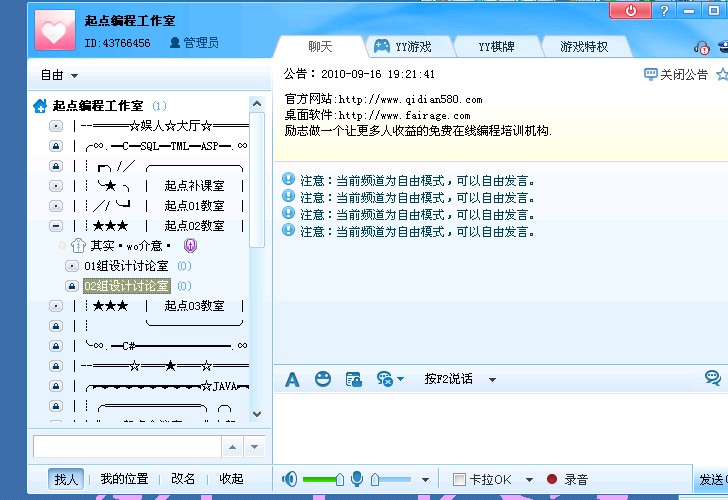 起点编程工作室
ID:43766456 管理员
聊天 YY游戏 YY棋牌 游戏特权
自由
公告： 2010-09-16 19:21:41 关闭公告
官方网站:http://www.qidian580.com
桌面软件:http://www.fairage.com
励志做一个让更多人收益的免费在线编程培训机构.
起点编程工作室 (1)
|--====☆娱人★大厅☆====
|╭∞.━C━SQL━TML━ASP━.∞
|┊┏╮╱╱ ╭────────
|┊╰★╮ | 起点补课室 |
|┊╱╱╰┛ | 起点01教室 |
|┊★★★ | 起点02教室 |
其实·wo介意·
01组设计讨论室 (0)
02组设计讨论室 (0)
|┊★★★ | 起点03教室 |
|┊ ╰────────
|╰∞.━C#━━━━━━━━.∞
|--====☆===★===☆===
☆JAVA
注意：当前频道为自由模式，可以自由发言。
注意：当前频道为自由模式，可以自由发言。
注意：当前频道为自由模式，可以自由发言。
注意：当前频道为自由模式，可以自由发言。
按F2说话
找人 我的位置 改名 收起
卡拉OK 录音 发送